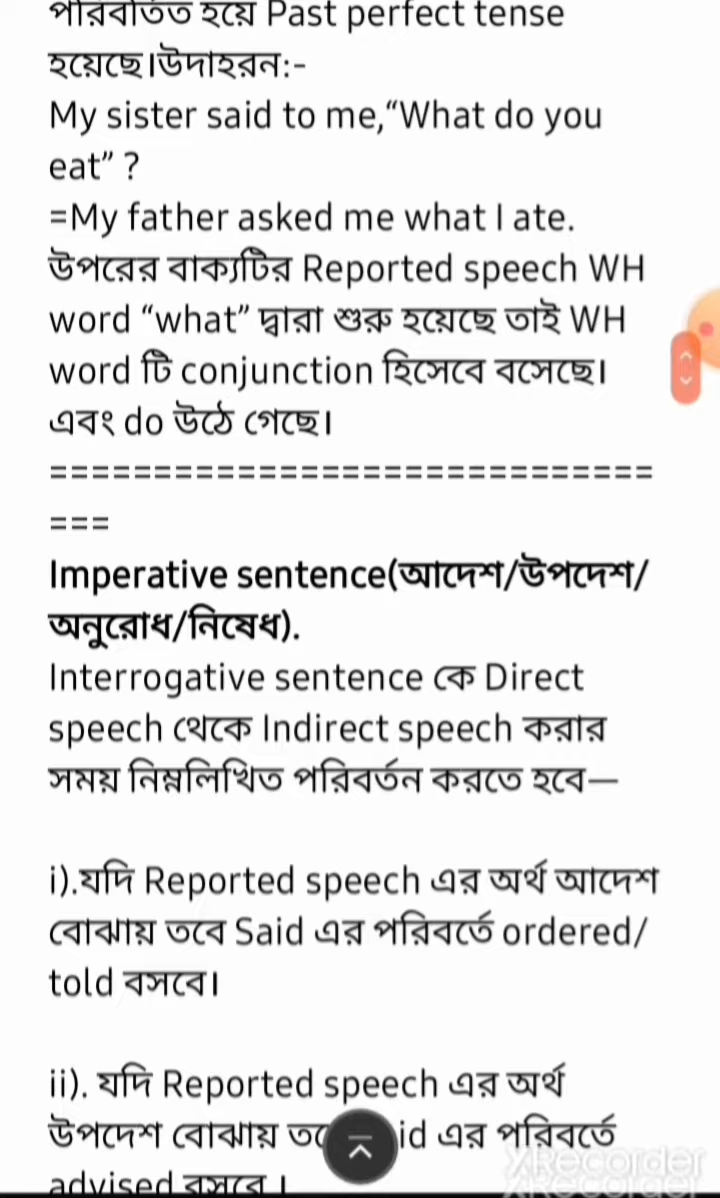 পরিবর্তিত হয়ে Past perfect tense
হয়েছে।উদাহরন:-
My sister said to me,“What do you
eat” ?
=My father asked me what I ate.
উপরের বাক্যটির Reported speech WH
word “what” দ্বারা শুরু হয়েছে তাই WH
word টি conjunction হিসেবে বসেছে।
এবং do উঠে গেছে।
=============================
===
Imperative sentence(আদেশ/উপদেশ/
অনুরোধ/নিষেধ).
Interrogative sentence কে Direct
speech থেকে Indirect speech করার
সময় নিম্নলিখিত পরিবর্তন করতে হবে—
i).যদি Reported speech এর অর্থ আদেশ
বোঝায় তবে Said এর পরিবর্তে ordered/
told বসবে।
ii). যদি Reported speech এর অর্থ
উপদেশ বোঝায় এর পরিবর্তে
advised বসবে ।
XRecorder